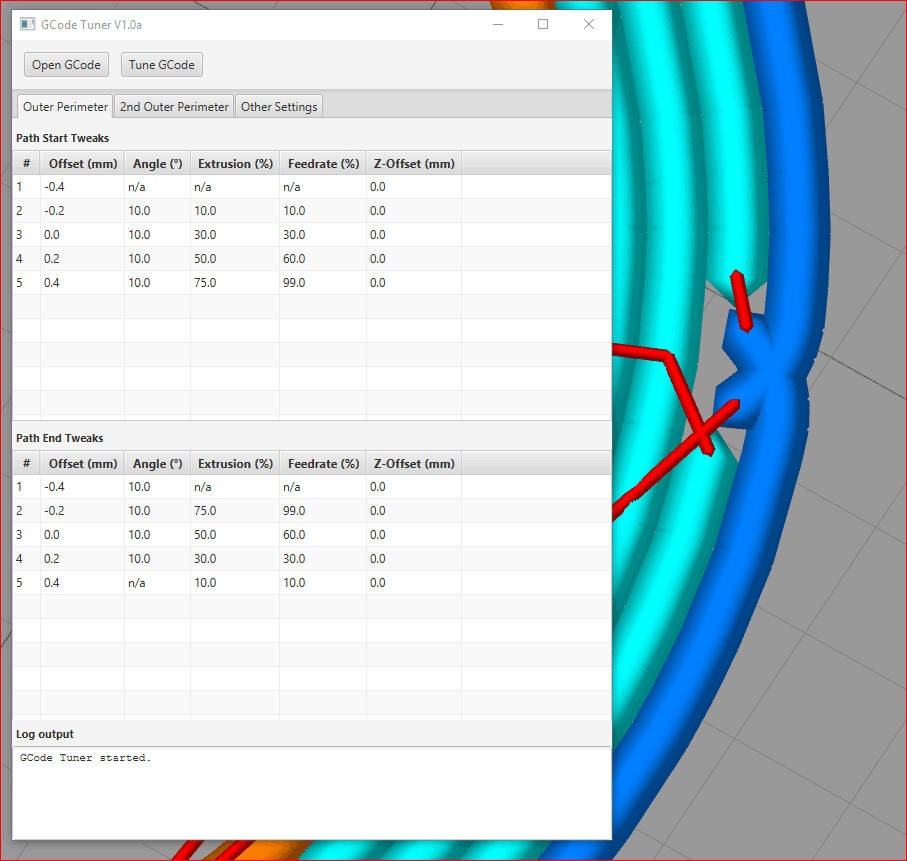 GCode Tuner V1.0a
Open GCode Tune GCode
Outer Perimeter 2nd Outer Perimeter Other Settings
Path Start Tweaks
# Offset (mm) Angle (°) Extrusion (%) Feedrate (%) Z-Offset (mm)
1 -0.4 n/a n/a n/a 0.0
2 -0.2 10.0 10.0 10.0 0.0
3 0.0 10.0 30.0 30.0 0.0
4 0.2 10.0 50.0 60.0 0.0
5 0.4 10.0 75.0 99.0 0.0
Path End Tweaks
# Offset (mm) Angle (°) Extrusion (%) Feedrate (%) Z-Offset (mm)
1 -0.4 10.0 n/a n/a 0.0
2 -0.2 10.0 75.0 99.0 0.0
3 0.0 10.0 50.0 60.0 0.0
4 0.2 10.0 30.0 30.0 0.0
5 0.4 n/a 10.0 10.0 0.0
Log output
GCode Tuner started.